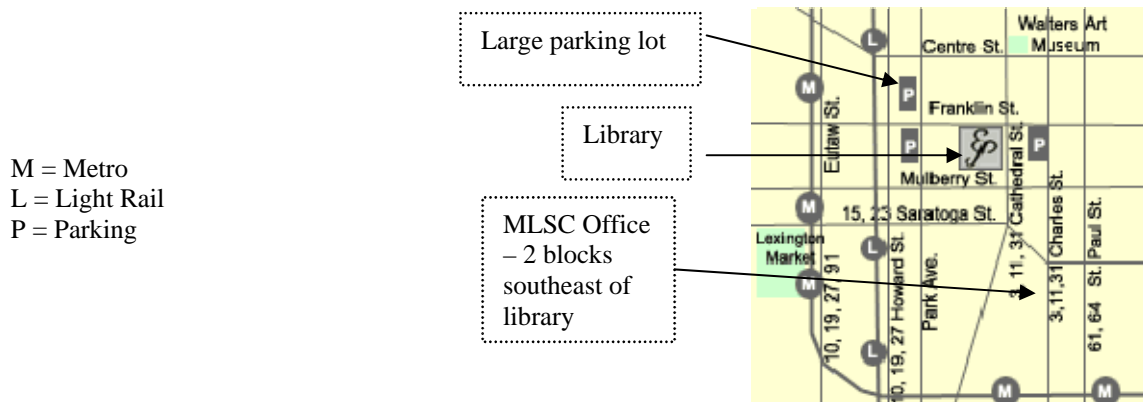 M = Metro
L = Light Rail
P = Parking
Large parking lot
Library
MLSC Office
– 2 blocks
southeast of
library
Walters Art
Museum
Centre St.
L
M
P
Franklin St.
Eutaw St.
P
P
Mulberry St.
3, 11, 31 Cathedral St.
M
15, 23 Saratoga St.
Lexington
Market
L
M
10, 19, 27, 91
10, 19, 27 Howard St.
Park Ave.
3,11,31 Charles St.
61, 64 St. Paul St.
L
M
M